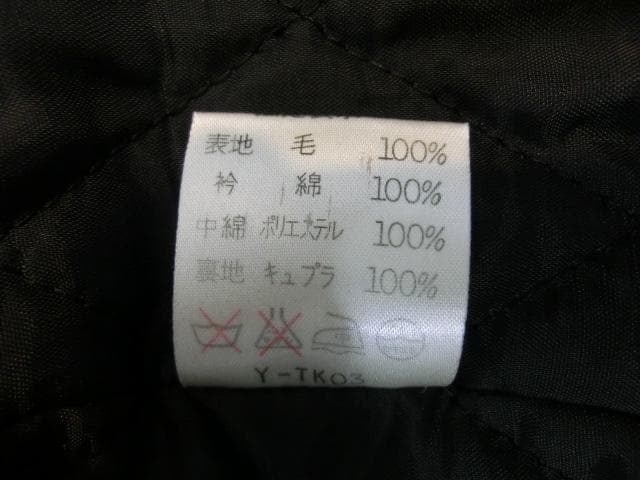 表地 毛 100%
衿 綿 100%
中綿 ポリエステル 100%
裏地 キュプラ 100%
Y-TK03